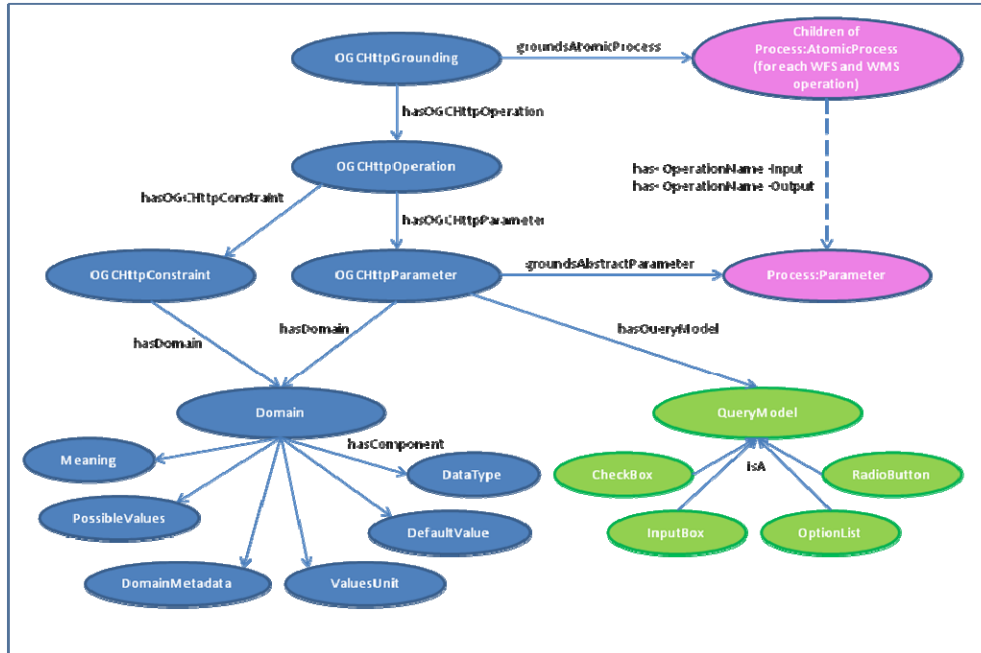 Children of
Process:AtomicProcess
(for each WFS and WMS
operation)
groundsAtomicProcess
OGCHttpGrounding
hasOGCHttpOperation
OGCHttpOperation
has- OperationName -Input
has- OperationName -Output
hasOGCHttpConstraint
hasOGCHttpParameter
OGCHttpConstraint
OGCHttpParameter
groundsAbstractParameter
Process:Parameter
hasDomain
hasDomain
hasQueryModel
Domain
QueryModel
hasComponent
Meaning
DataType
isA
CheckBox
RadioButton
PossibleValues
DefaultValue
InputBox
OptionList
DomainMetadata
ValuesUnit